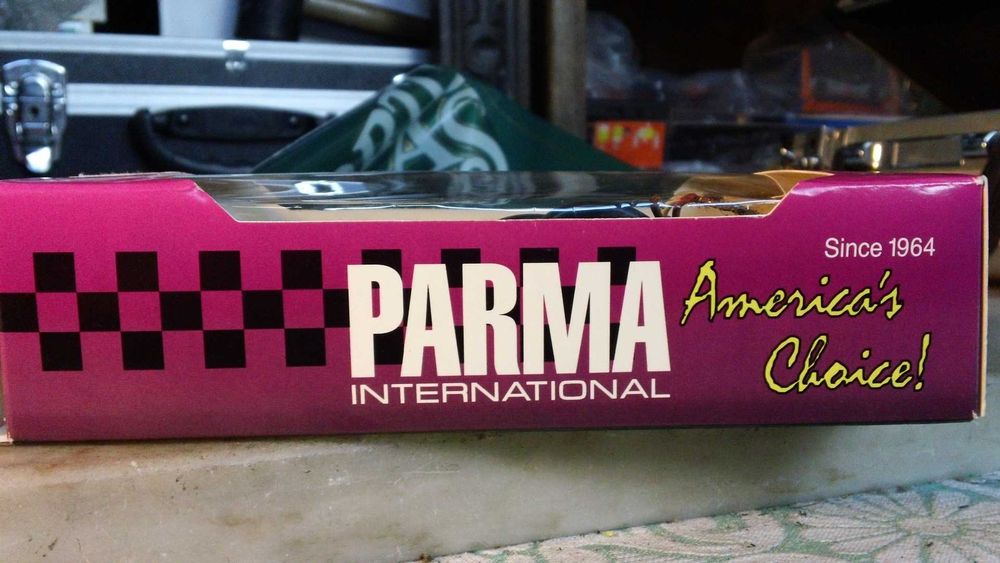 Since 1964
PARMA
INTERNATIONAL
America's
Choice!